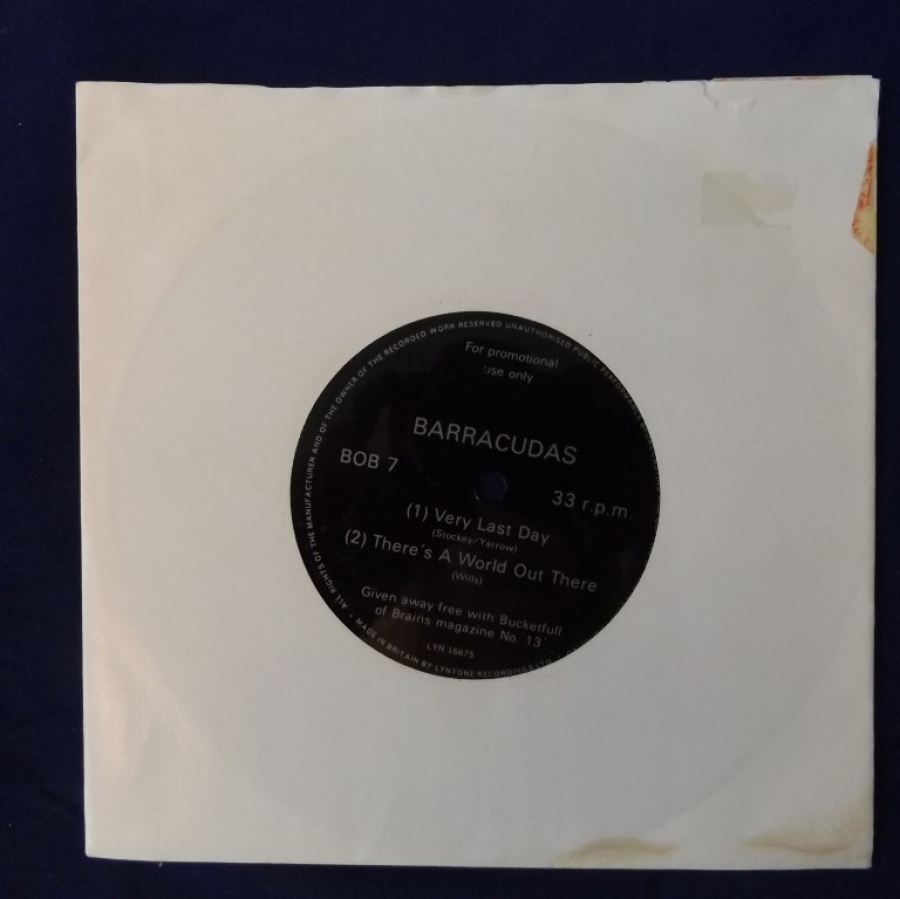 ALL RIGHTS OF THE MANUFACTURER AND OF THE OWNER OF THE RECORDED WORK RESERVED UNAUTHORISED PUBLIC
For promotional
use only
BARRACUDAS
BOB 7
33 r.p.m.
(1) Very Last Day
(Stockey/Yarrow)
(2) There's A World Out There
(Wills)
Given away free with Bucketfull
of Brains magazine No. 13
LYN 16675
MADE IN BRITAIN BY LYNTONE RECORDINGS LTD